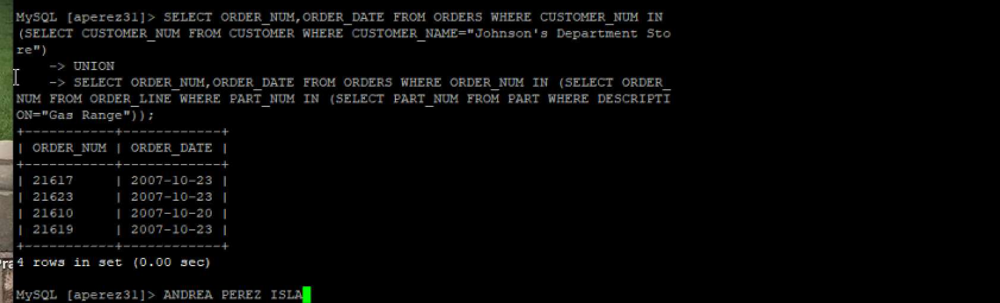 MySQL [aperez31]> SELECT ORDER_NUM,ORDER_DATE FROM ORDERS WHERE CUSTOMER_NUM IN
(SELECT CUSTOMER_NUM FROM CUSTOMER WHERE CUSTOMER_NAME="Johnson's Department Sto
re")
    -> UNION
    -> SELECT ORDER_NUM,ORDER_DATE FROM ORDERS WHERE ORDER_NUM IN (SELECT ORDER_
NUM FROM ORDER_LINE WHERE PART_NUM IN (SELECT PART_NUM FROM PART WHERE DESCRIPTI
ON="Gas Range"));
+-----------+------------+
| ORDER_NUM | ORDER_DATE |
+-----------+------------+
| 21617     | 2007-10-23 |
| 21623     | 2007-10-23 |
| 21610     | 2007-10-20 |
| 21619     | 2007-10-23 |
+-----------+------------+
4 rows in set (0.00 sec)
MySQL [aperez31]> ANDREA PEREZ ISLA